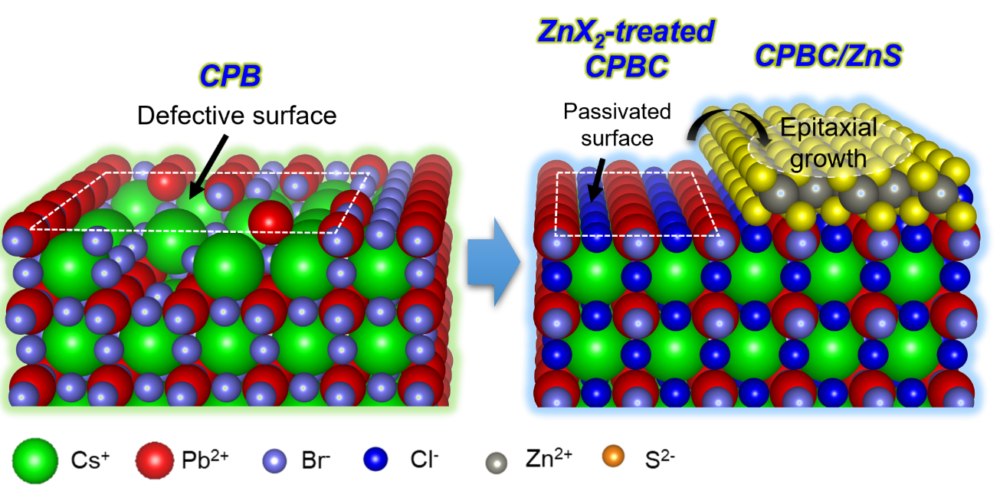 CPB
Defective surface
ZnX₂-treated
CPBC
CPBC/ZnS
Passivated
surface
Epitaxial
growth
Cs⁺
Pb²⁺
Br⁻
Cl⁻
Zn²⁺
S²⁻